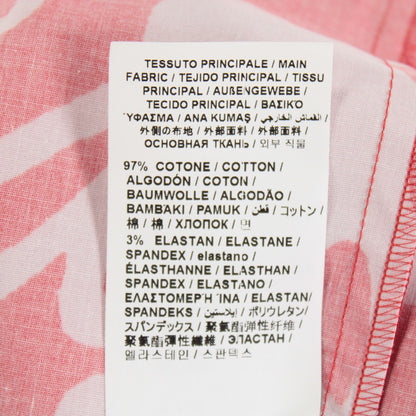 TESSUTO PRINCIPALE / MAIN
FABRIC / TEJIDO PRINCIPAL / TISSU
PRINCIPAL / AUßENGEWEBE /
TECIDO PRINCIPAL / ΒΑΣΙΚΌ
ΎΦΑΣΜΑ / ANA KUMAŞ / القماش الخارجي /
外側の布地 / 外部面料 / 外部面料 /
ОСНОВНАЯ ТКАНЬ / 외부 직물
97% COTONE / COTTON /
ALGODÓN / COTON /
BAUMWOLLE / ALGODÃO /
ΒΑΜΒΑΚΙ / PAMUK / قطن / コットン /
棉 / 棉 / ХЛОПОК / 면
3% ELASTAN / ELASTANE /
SPANDEX / elastano /
ÉLASTHANNE / ELASTHAN /
SPANDEX / ELASTANO /
ΕΛΑΣΤΟΜΕΡΉ ΊΝΑ / ELASTAN /
SPANDEKS / إيلاستين / ポリウレタン/
スパンデックス / 聚氨酯弹性纤维 /
聚氨酯彈性纖維 / ЭЛАСТАН /
엘라스테인 / 스판덱스